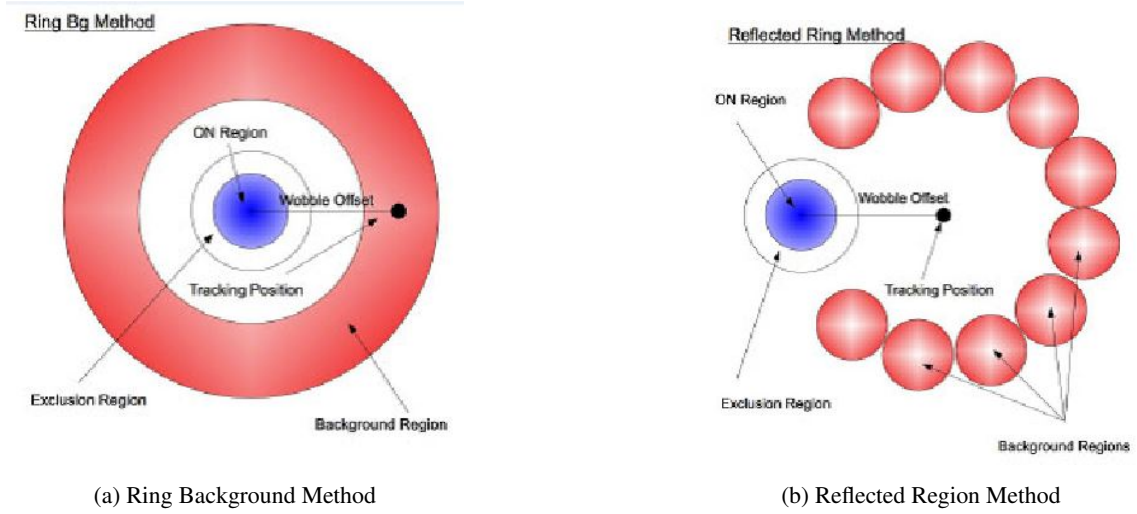 Ring Bg Method
ON Region
Wobble Offset
Tracking Position
Exclusion Region
Background Region
(a) Ring Background Method
Reflected Ring Method
ON Region
Wobble Offset
Tracking Position
Exclusion Region
Background Regions
(b) Reflected Region Method